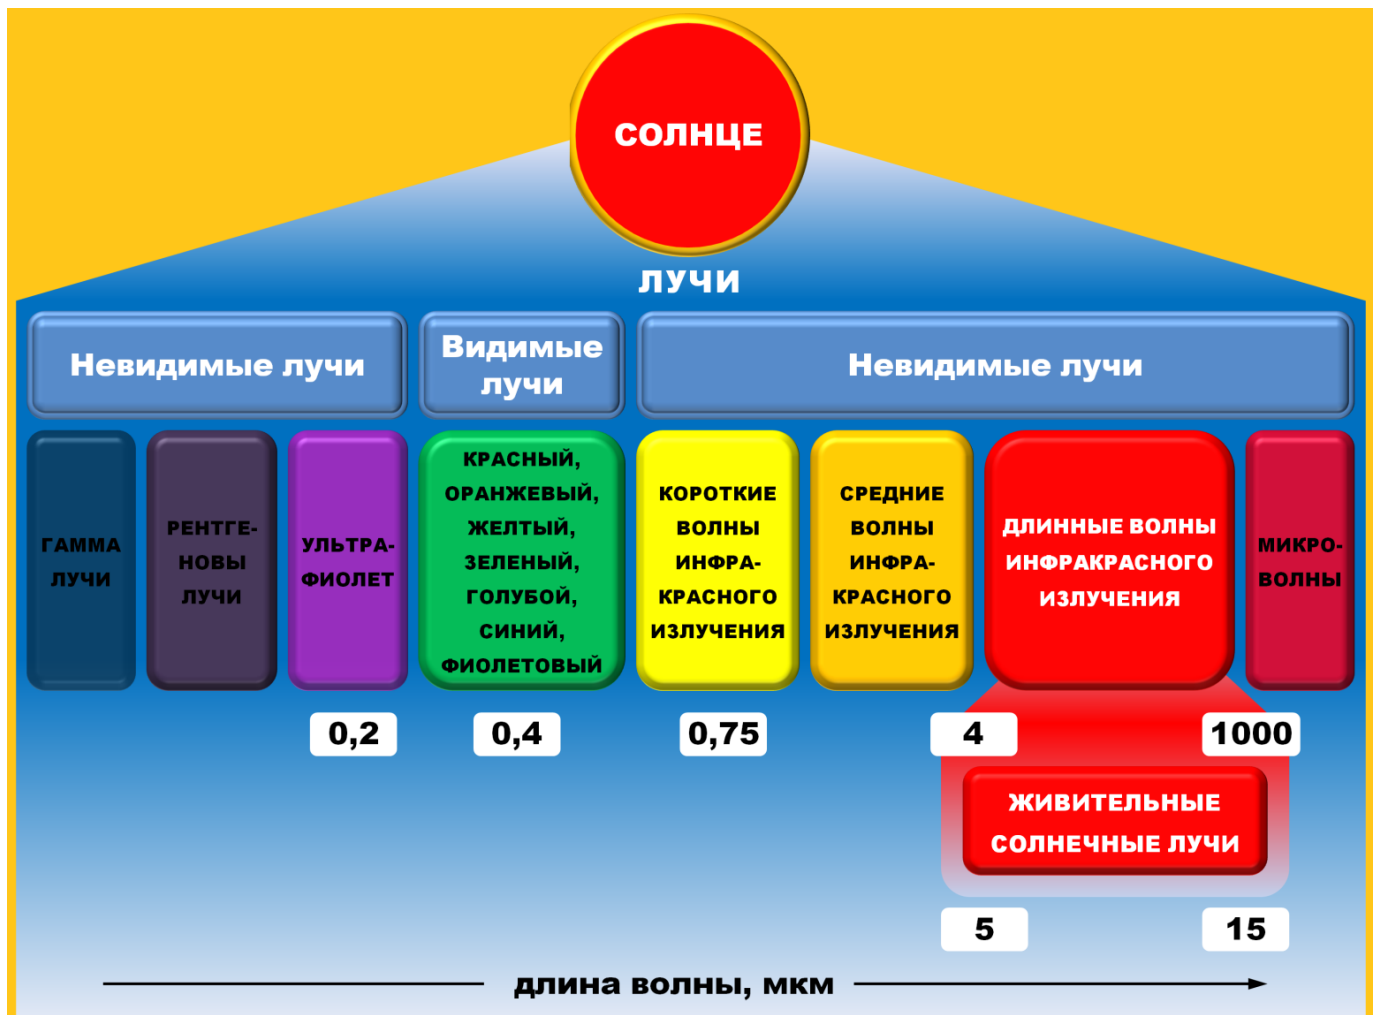 СОЛНЦЕ
ЛУЧИ
Невидимые лучи
Видимые
лучи
Невидимые лучи
ГАММА
ЛУЧИ
РЕНТГЕ-
НОВЫ
ЛУЧИ
УЛЬТРА-
ФИОЛЕТ
КРАСНЫЙ,
ОРАНЖЕВЫЙ,
ЖЕЛТЫЙ,
ЗЕЛЕНЫЙ,
ГОЛУБОЙ,
СИНИЙ,
ФИОЛЕТОВЫЙ
КОРОТКИЕ
ВОЛНЫ
ИНФРА-
КРАСНОГО
ИЗЛУЧЕНИЯ
СРЕДНИЕ
ВОЛНЫ
ИНФРА-
КРАСНОГО
ИЗЛУЧЕНИЯ
ДЛИННЫЕ ВОЛНЫ
ИНФРАКРАСНОГО
ИЗЛУЧЕНИЯ
МИКРО-
ВОЛНЫ
0,2
0,4
0,75
4
1000
ЖИВИТЕЛЬНЫЕ
СОЛНЕЧНЫЕ ЛУЧИ
5
15
длина волны, мкм